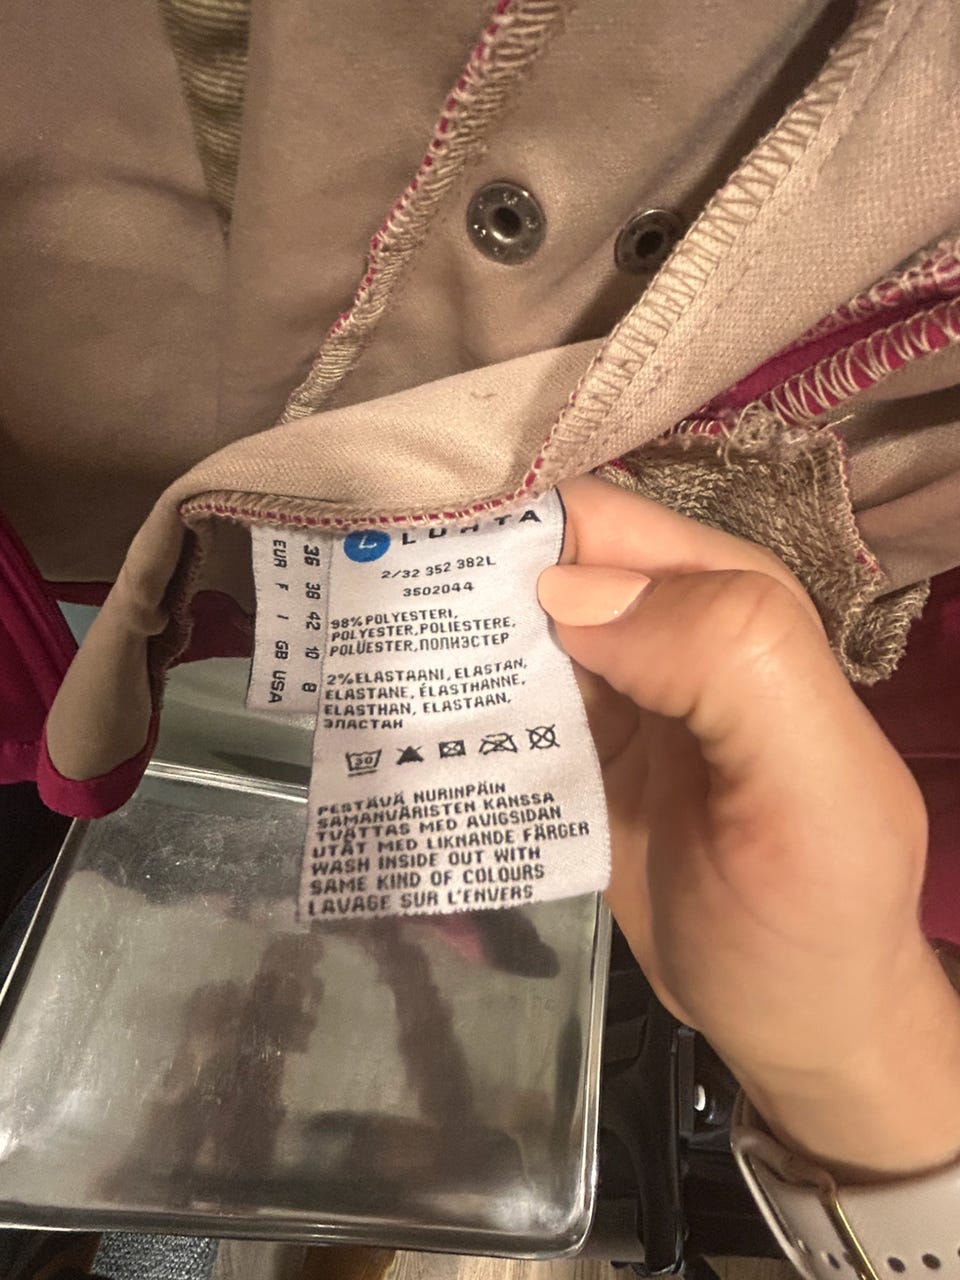 36 38 42 10 8
EUR F I GB USA
L LUHTA
2/32 352 382L
3502044
98% POLYESTERI,
POLYESTER, POLIESTERE,
POLÜESTER, ПОЛИЭСТЕР
2% ELASTAANI, ELASTAN,
ELASTANE, ÉLASTHANNE,
ELASTHAN, ELASTAAN,
ЭЛАСТАН
30
PESTÄVÄ NURINPÄIN
SAMANVÄRISTEN KANSSA
TVÄTTAS MED AVIGSIDAN
UTÅT MED LIKNANDE FÄRGER
WASH INSIDE OUT WITH
SAME KIND OF COLOURS
LAVAGE SUR L'ENVERS